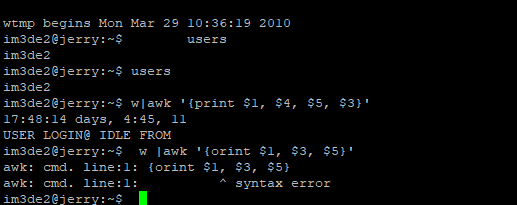 wtmp begins Mon Mar 29 10:36:19 2010
im3de2@jerry:~$ users
im3de2
im3de2@jerry:~$ users
im3de2
im3de2@jerry:~$ w|awk '{print $1, $4, $5, $3}'
17:48:14 days, 4:45, 11
USER LOGIN@ IDLE FROM
im3de2@jerry:~$ w |awk '{orint $1, $3, $5}'
awk: cmd. line:1: {orint $1, $3, $5}
awk: cmd. line:1: ^ syntax error
im3de2@jerry:~$